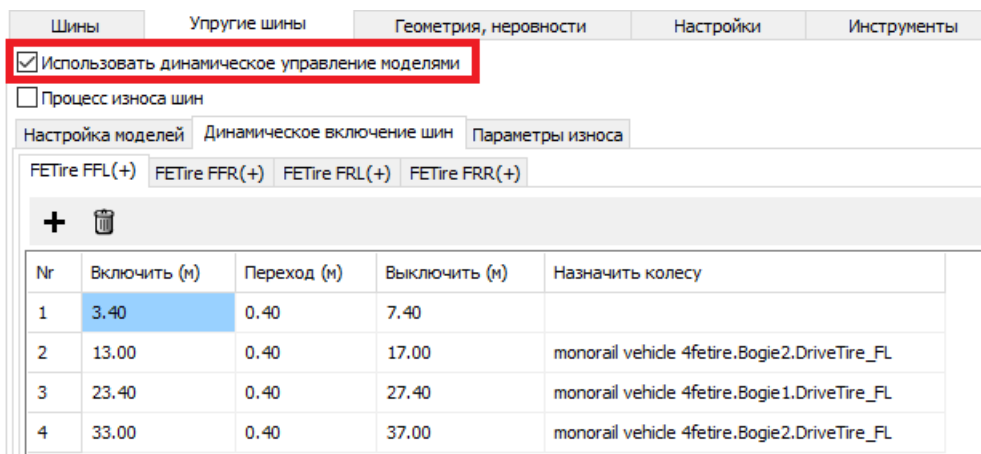 Шины Упругие шины Геометрия, неровности Настройки Инструменты
Использовать динамическое управление моделями
Процесс износа шин
Настройка моделей Динамическое включение шин Параметры износа
FETire FFL(+) FETire FFR(+) FETire FRL(+) FETire FRR(+)
Nr Включить (м) Переход (м) Выключить (м) Назначить колесу
1 3.40 0.40 7.40
2 13.00 0.40 17.00 monorail vehicle 4fetire.Bogie2.DriveTire_FL
3 23.40 0.40 27.40 monorail vehicle 4fetire.Bogie1.DriveTire_FL
4 33.00 0.40 37.00 monorail vehicle 4fetire.Bogie2.DriveTire_FL